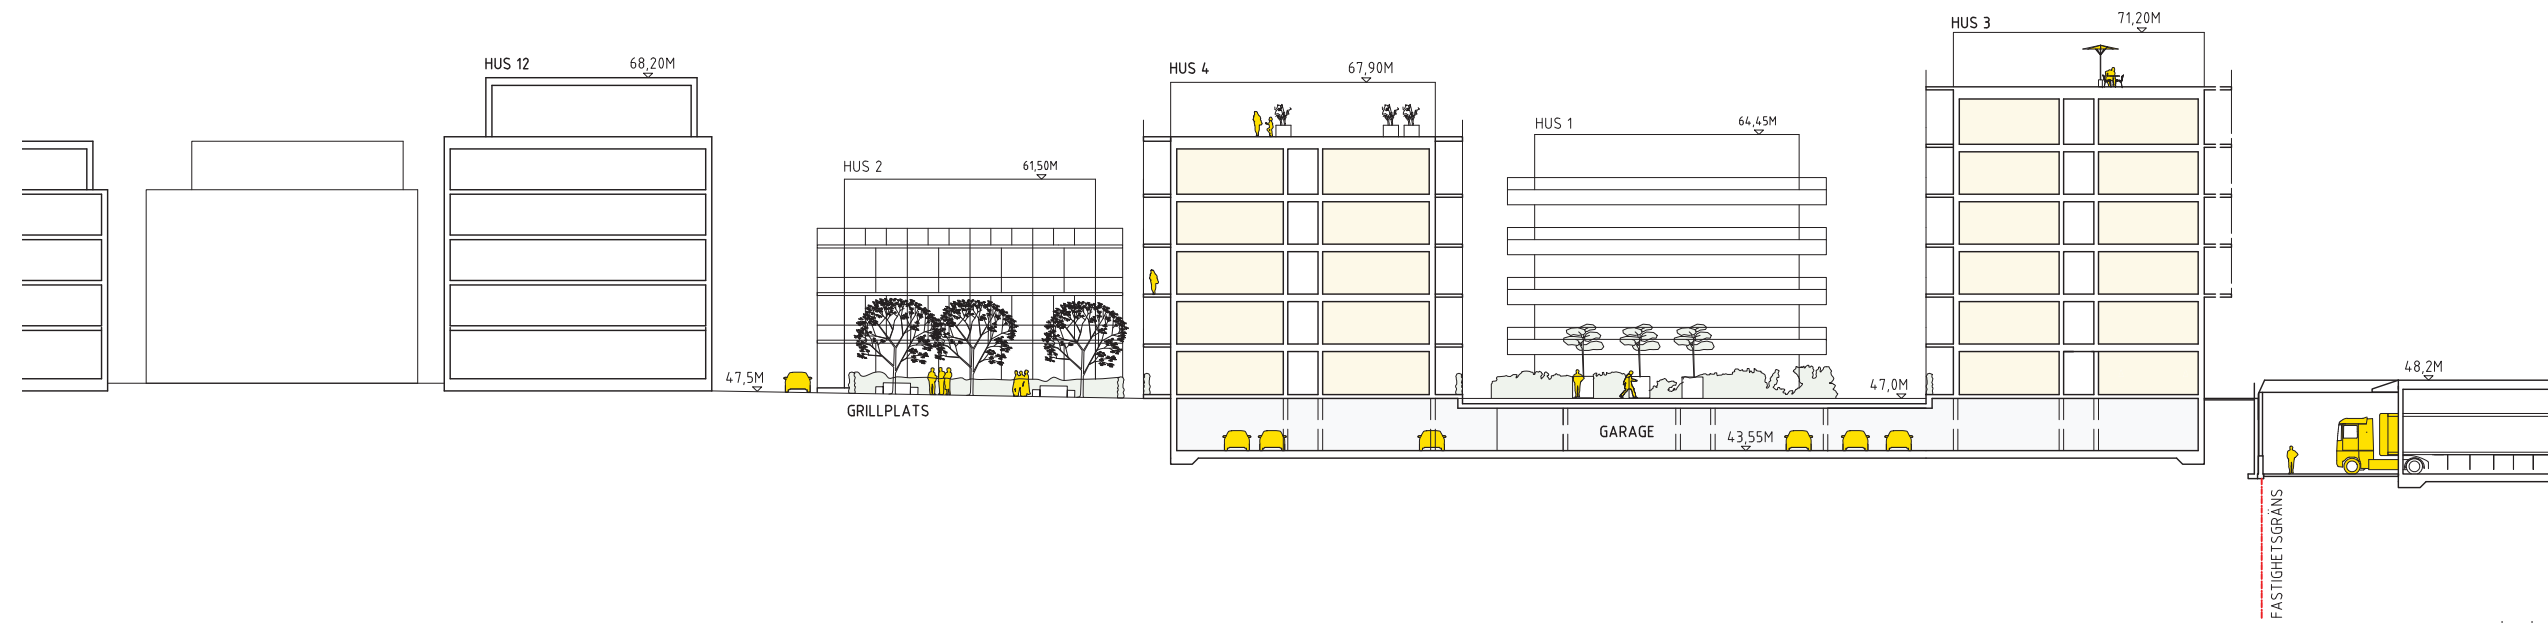 HUS 3
71,20M
HUS 12
68,20M
HUS 4
67,90M
HUS 1
64,45M
HUS 2
61,50M
47,5M
GRILLPLATS
47,0M
48,2M
GARAGE
43,55M
FASTIGHETSGRÄNS